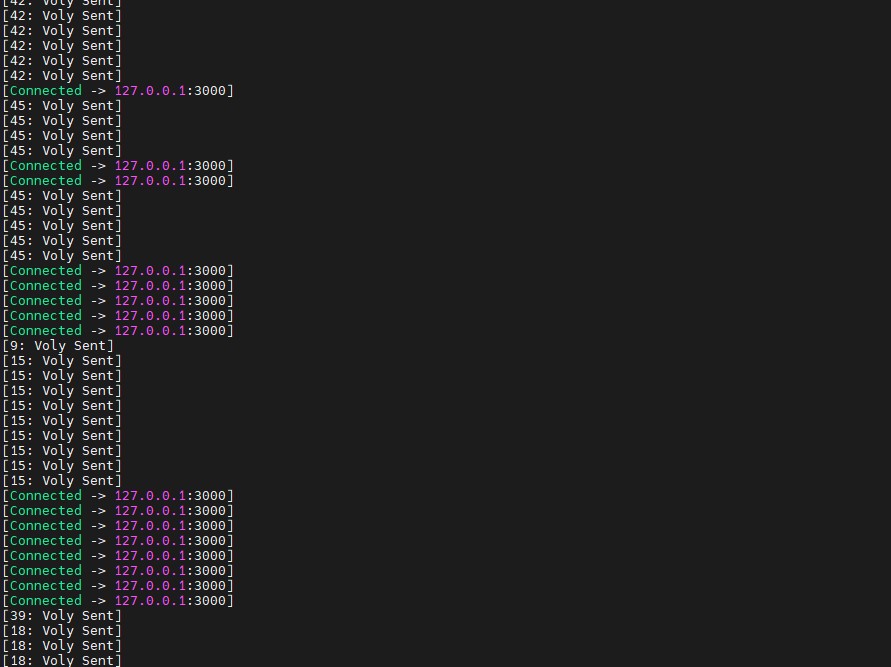 [42: Voly Sent]
[42: Voly Sent]
[42: Voly Sent]
[42: Voly Sent]
[42: Voly Sent]
[42: Voly Sent]
[Connected -> 127.0.0.1:3000]
[45: Voly Sent]
[45: Voly Sent]
[45: Voly Sent]
[45: Voly Sent]
[Connected -> 127.0.0.1:3000]
[Connected -> 127.0.0.1:3000]
[45: Voly Sent]
[45: Voly Sent]
[45: Voly Sent]
[45: Voly Sent]
[45: Voly Sent]
[Connected -> 127.0.0.1:3000]
[Connected -> 127.0.0.1:3000]
[Connected -> 127.0.0.1:3000]
[Connected -> 127.0.0.1:3000]
[Connected -> 127.0.0.1:3000]
[9: Voly Sent]
[15: Voly Sent]
[15: Voly Sent]
[15: Voly Sent]
[15: Voly Sent]
[15: Voly Sent]
[15: Voly Sent]
[15: Voly Sent]
[15: Voly Sent]
[15: Voly Sent]
[Connected -> 127.0.0.1:3000]
[Connected -> 127.0.0.1:3000]
[Connected -> 127.0.0.1:3000]
[Connected -> 127.0.0.1:3000]
[Connected -> 127.0.0.1:3000]
[Connected -> 127.0.0.1:3000]
[Connected -> 127.0.0.1:3000]
[Connected -> 127.0.0.1:3000]
[39: Voly Sent]
[18: Voly Sent]
[18: Voly Sent]
[18: Voly Sent]